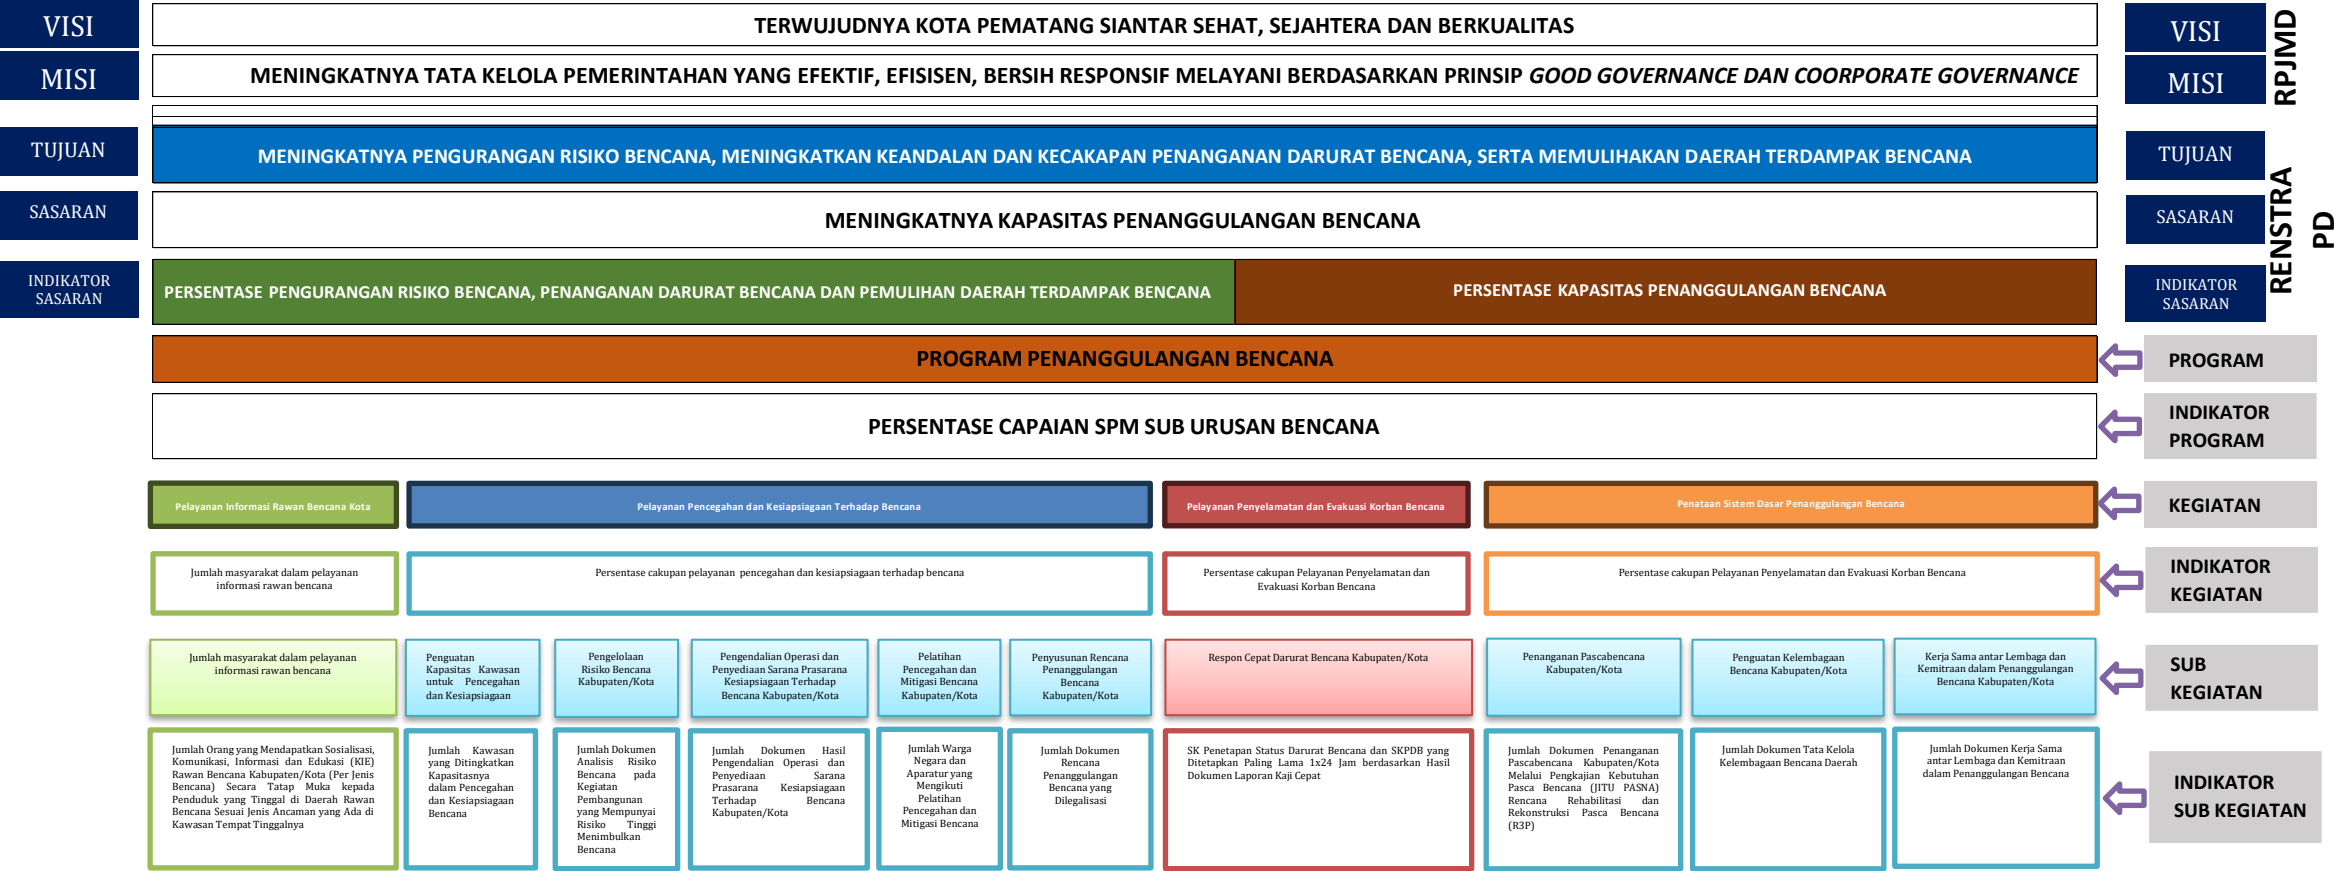 VISI
TERWUJUDNYA KOTA PEMATANG SIANTAR SEHAT, SEJAHTERA DAN BERKUALITAS
VISI
MISI
MENINGKATNYA TATA KELOLA PEMERINTAHAN YANG EFEKTIF, EFISISEN, BERSIH RESPONSIF MELAYANI BERDASARKAN PRINSIP GOOD GOVERNANCE DAN COORPORATE GOVERNANCE
MISI
RPJMD
TUJUAN
MENINGKATNYA PENGURANGAN RISIKO BENCANA, MENINGKATKAN KEANDALAN DAN KECAKAPAN PENANGANAN DARURAT BENCANA, SERTA MEMULIHAKAN DAERAH TERDAMPAK BENCANA
TUJUAN
SASARAN
MENINGKATNYA KAPASITAS PENANGGULANGAN BENCANA
SASARAN
RENSTRA
PD
INDIKATOR
SASARAN
PERSENTASE PENGURANGAN RISIKO BENCANA, PENANGANAN DARURAT BENCANA DAN PEMULIHAN DAERAH TERDAMPAK BENCANA
PERSENTASE KAPASITAS PENANGGULANGAN BENCANA
INDIKATOR
SASARAN
PROGRAM PENANGGULANGAN BENCANA
PROGRAM
PERSENTASE CAPAIAN SPM SUB URUSAN BENCANA
INDIKATOR
PROGRAM
Pelayanan Informasi Rawan Bencana Kota
Pelayanan Pencegahan dan Kesiapsiagaan Terhadap Bencana
Pelayanan Penyelamatan dan Evakuasi Korban Bencana
Penataan Sistem Dasar Penanggulangan Bencana
KEGIATAN
Jumlah masyarakat dalam pelayanan
informasi rawan bencana
Persentase cakupan pelayanan pencegahan dan kesiapsiagaan terhadap bencana
Persentase cakupan Pelayanan Penyelamatan dan
Evakuasi Korban Bencana
Persentase cakupan Pelayanan Penyelamatan dan Evakuasi Korban Bencana
INDIKATOR
KEGIATAN
Jumlah masyarakat dalam pelayanan
informasi rawan bencana
Penguatan
Kapasitas Kawasan
untuk Pencegahan
dan Kesiapsiagaan
Pengelolaan
Risiko Bencana
Kabupaten/Kota
Pengendalian Operasi dan
Penyediaan Sarana Prasarana
Kesiapsiagaan Terhadap
Bencana Kabupaten/Kota
Pelatihan
Pencegahan dan
Mitigasi Bencana
Kabupaten/Kota
Penyusunan Rencana
Penanggulangan
Bencana
Kabupaten/Kota
Respon Cepat Darurat Bencana Kabupaten/Kota
Penanganan Pascabencana
Kabupaten/Kota
Penguatan Kelembagaan
Bencana Kabupaten/Kota
Kerja Sama antar Lembaga dan
Kemitraan dalam Penanggulangan
Bencana Kabupaten/Kota
SUB
KEGIATAN
Jumlah Orang yang Mendapatkan Sosialisasi,
Komunikasi, Informasi dan Edukasi (KIE)
Rawan Bencana Kabupaten/Kota (Per Jenis
Bencana) Secara Tatap Muka kepada
Penduduk yang Tinggal di Daerah Rawan
Bencana Sesuai Jenis Ancaman yang Ada di
Kawasan Tempat Tinggalnya
Jumlah Kawasan
yang Ditingkatkan
Kapasitasnya
dalam Pencegahan
dan Kesiapsiagaan
Bencana
Jumlah Dokumen
Analisis Risiko
Bencana pada
Kegiatan
Pembangunan
yang Mempunyai
Risiko Tinggi
Menimbulkan
Bencana
Jumlah Dokumen Hasil
Pengendalian Operasi dan
Penyediaan Sarana
Prasarana Kesiapsiagaan
Terhadap Bencana
Kabupaten/Kota
Jumlah Warga
Negara dan
Aparatur yang
Mengikuti
Pelatihan
Pencegahan dan
Mitigasi Bencana
Jumlah Dokumen
Rencana
Penanggulangan
Bencana yang
Dilegalisasi
SK Penetapan Status Darurat Bencana dan SKPDB yang
Ditetapkan Paling Lama 1x24 Jam berdasarkan Hasil
Dokumen Laporan Kaji Cepat
Jumlah Dokumen Penanganan
Pascabencana Kabupaten/Kota
Melalui Pengkajian Kebutuhan
Pasca Bencana (JITU PASNA)
Rencana Rehabilitasi dan
Rekonstruksi Pasca Bencana
(R3P)
Jumlah Dokumen Tata Kelola
Kelembagaan Bencana Daerah
Jumlah Dokumen Kerja Sama
antar Lembaga dan Kemitraan
dalam Penanggulangan Bencana
INDIKATOR
SUB KEGIATAN